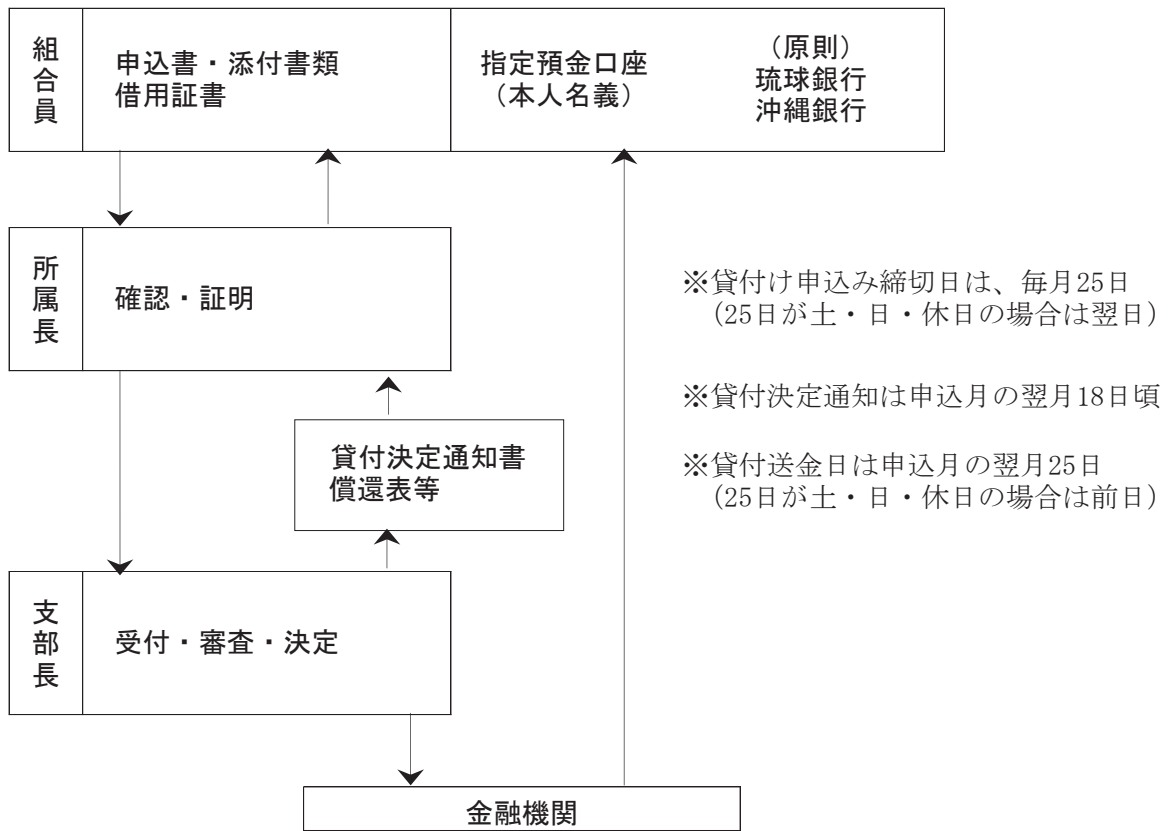 組合員
申込書・添付書類
借用証書
指定預金口座
（本人名義）
（原則）
琉球銀行
沖縄銀行
所属長
確認・証明
※貸付け申込み締切日は、毎月25日
（25日が土・日・休日の場合は翌日）
※貸付決定通知は申込月の翌月18日頃
※貸付送金日は申込月の翌月25日
（25日が土・日・休日の場合は前日）
貸付決定通知書
償還表等
支部長
受付・審査・決定
金融機関